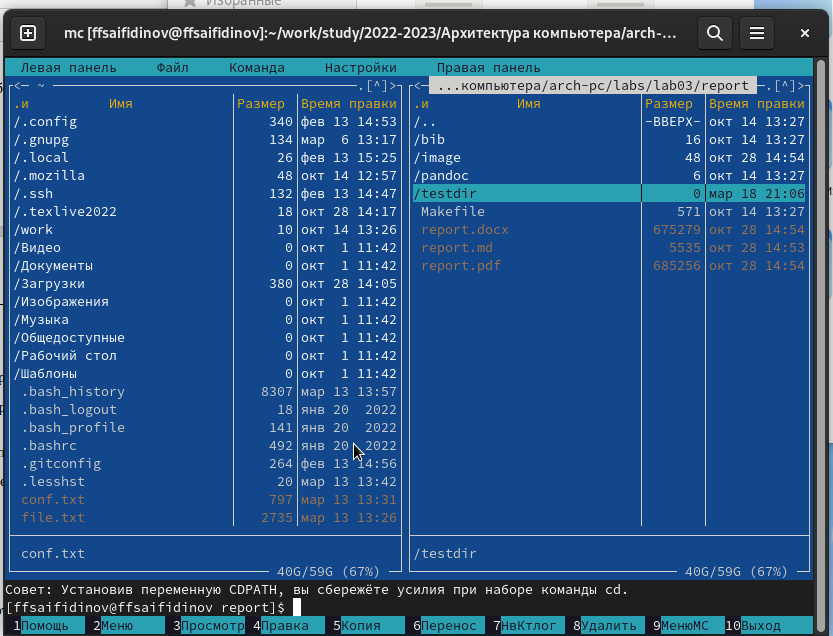 Избранные
mc [ffsaifidinov@ffsaifidinov]:~/work/study/2022-2023/Архитектура компьютера/arch-...
Левая панель Файл Команда Настройки Правая панель
<— ~ .[^]> <— ...компьютера/arch-pc/labs/lab03/report .[^]>
.и Имя Размер Время правки .и Имя Размер Время правки
/.config 340 фев 13 14:53 /.. -ВВЕРХ- окт 14 13:27
/.gnupg 134 мар 6 13:17 /bib 16 окт 14 13:27
/.local 26 фев 13 15:25 /image 48 окт 28 14:54
/.mozilla 48 окт 14 12:57 /pandoc 6 окт 14 13:27
/.ssh 132 фев 13 14:47 /testdir 0 мар 18 21:06
/.texlive2022 18 окт 28 14:17 Makefile 571 окт 14 13:27
/work 10 окт 14 13:26 report.docx 675279 окт 28 14:54
/Видео 0 окт 1 11:42 report.md 5535 окт 28 14:53
/Документы 0 окт 1 11:42 report.pdf 685256 окт 28 14:54
/Загрузки 380 окт 28 14:05
/Изображения 0 окт 1 11:42
/Музыка 0 окт 1 11:42
/Общедоступные 0 окт 1 11:42
/Рабочий стол 0 окт 1 11:42
/Шаблоны 0 окт 1 11:42
.bash_history 8307 мар 13 13:57
.bash_logout 18 янв 20 2022
.bash_profile 141 янв 20 2022
.bashrc 492 янв 20 2022
.gitconfig 264 фев 13 14:56
.lesshst 20 мар 13 13:42
conf.txt 797 мар 13 13:31
file.txt 2735 мар 13 13:26
conf.txt /testdir
40G/59G (67%) 40G/59G (67%)
Совет: Установив переменную CDPATH, вы сбережёте усилия при наборе команды cd.
[ffsaifidinov@ffsaifidinov report]$
1Помощь 2Меню 3Просмотр 4Правка 5Копия 6Перенос 7НвКтлог 8Удалить 9МенюМС 10Выход